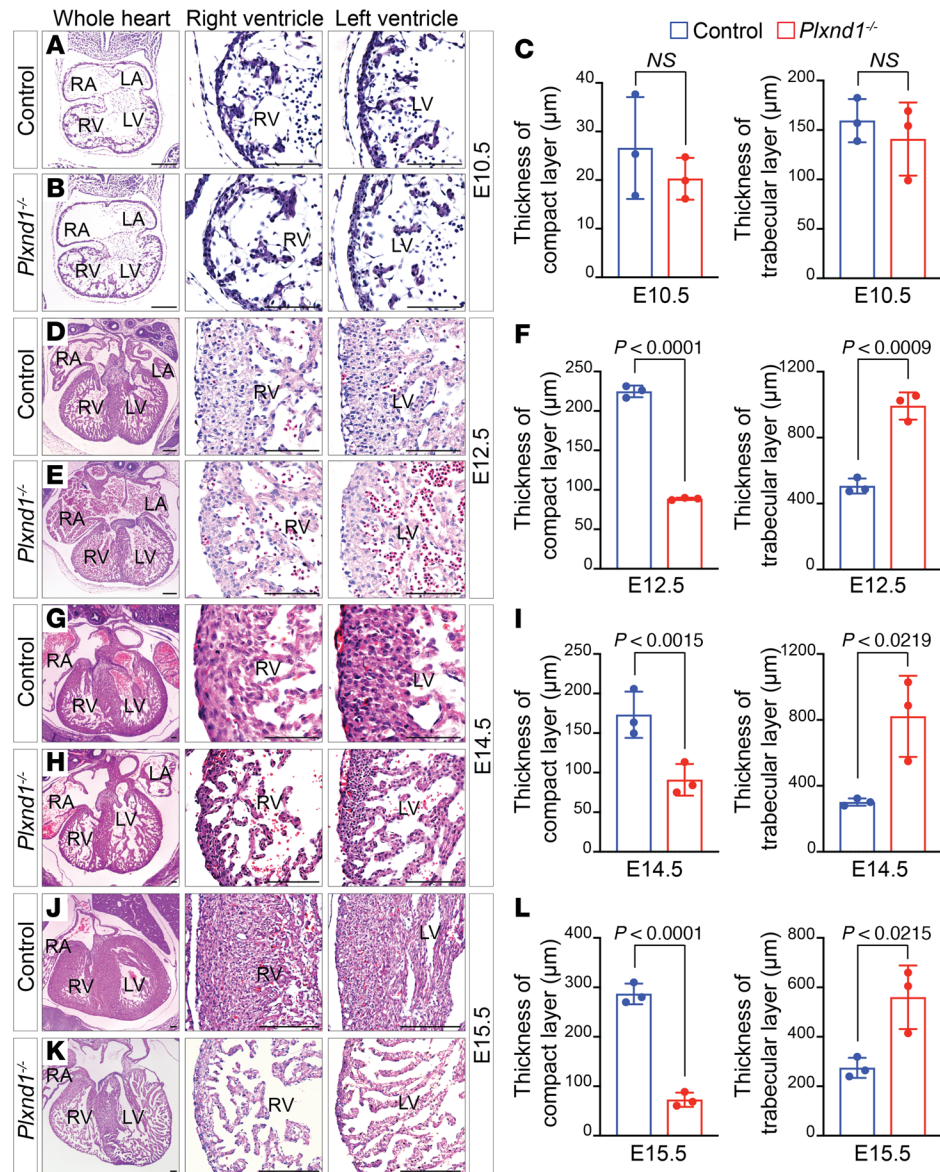 Whole heart Right ventricle Left ventricle
Control Plxnd1-/-
A
Control
RA LA
RV LV
RV
LV
B
Plxnd1-/-
RA LA
RV LV
RV
LV
E10.5
C
NS
Thickness of
compact layer (µm)
40
30
20
10
0
E10.5
NS
Thickness of
trabecular layer (µm)
200
150
100
50
0
E10.5
D
Control
RA LA
RV LV
RV
LV
E
Plxnd1-/-
RA LA
RV LV
RV
LV
E12.5
F
P < 0.0001
Thickness of
compact layer (µm)
250
200
150
100
50
0
E12.5
P < 0.0009
Thickness of
trabecular layer (µm)
1200
800
400
0
E12.5
G
Control
RA
RV LV
RV
LV
H
Plxnd1-/-
RA LA
RV LV
RV
LV
E14.5
I
P < 0.0015
Thickness of
compact layer (µm)
250
200
150
100
50
0
E14.5
P < 0.0219
Thickness of
trabecular layer (µm)
1200
800
400
0
E14.5
J
Control
RA
RV LV
RV
LV
K
Plxnd1-/-
RA
RV LV
RV
LV
E15.5
L
P < 0.0001
Thickness of
compact layer (µm)
400
300
200
100
0
E15.5
P < 0.0215
Thickness of
trabecular layer (µm)
800
600
400
200
0
E15.5